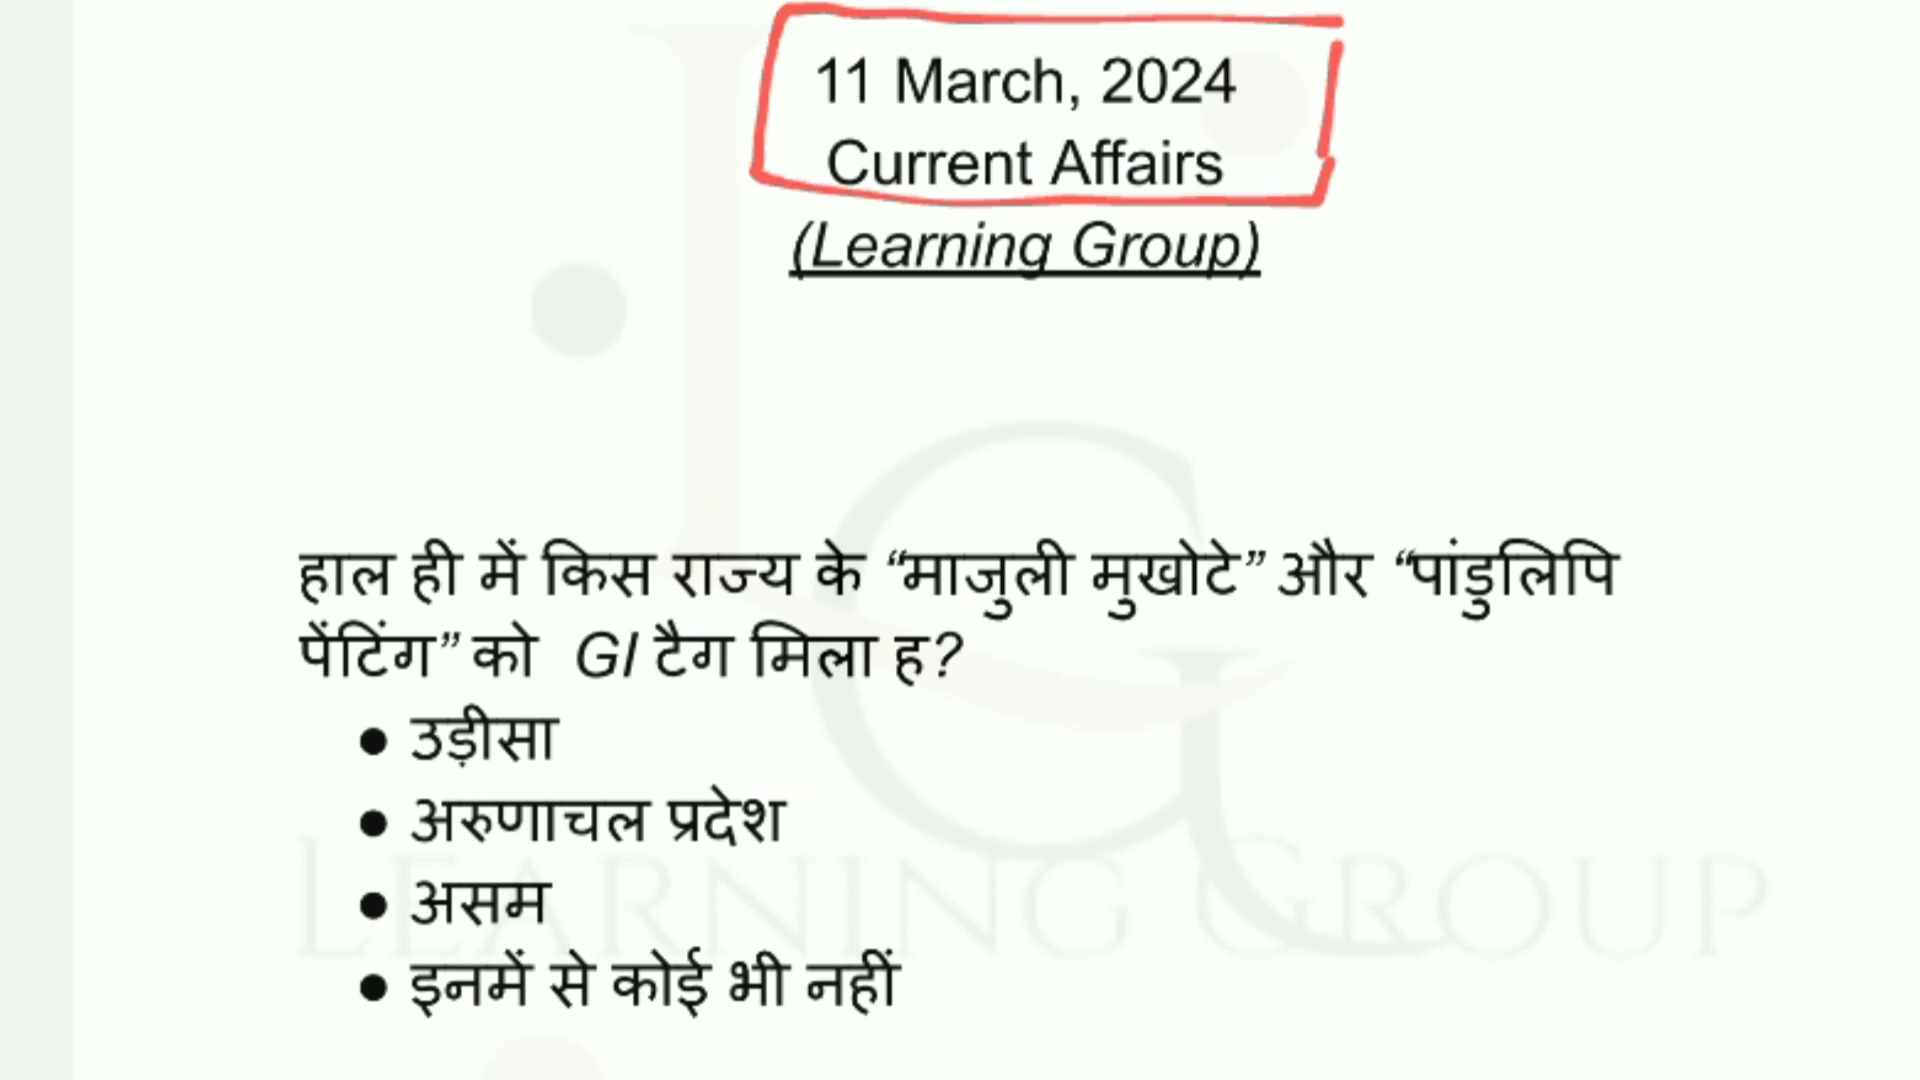 11 March, 2024
Current Affairs
(Learning Group)
हाल ही में किस राज्य के “माजुली मुखोटे” और “पांडुलिपि
पेंटिंग” को GI टैग मिला ह?
● उड़ीसा
● अरुणाचल प्रदेश
● असम
● इनमें से कोई भी नहीं
LEARNING GROUP